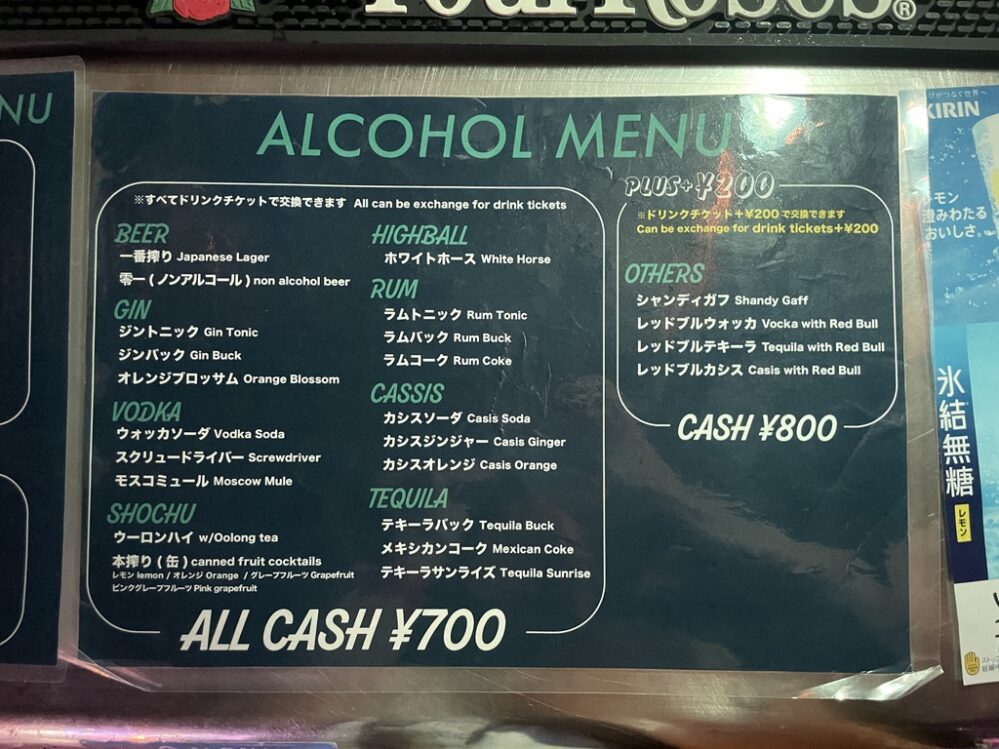 Four Roses®
ENU
ALCOHOL MENU
※すべてドリンクチケットで交換できます All can be exchange for drink tickets
BEER
一番搾り Japanese Lager
零一 (ノンアルコール) non alcohol beer
GIN
ジントニック Gin Tonic
ジンバック Gin Buck
オレンジブロッサム Orange Blossom
VODKA
ウォッカソーダ Vodka Soda
スクリュードライバー Screwdriver
モスコミュール Moscow Mule
SHOCHU
ウーロンハイ w/Oolong tea
本搾り (缶) canned fruit cocktails
レモン lemon / オレンジ Orange / グレープフルーツ Grapefruit
ピンクグレープフルーツ Pink grapefruit
HIGHBALL
ホワイトホース White Horse
RUM
ラムトニック Rum Tonic
ラムバック Rum Buck
ラムコーク Rum Coke
CASSIS
カシスソーダ Casis Soda
カシスジンジャー Casis Ginger
カシスオレンジ Casis Orange
TEQUILA
テキーラバック Tequila Buck
メキシカンコーク Mexican Coke
テキーラサンライズ Tequila Sunrise
ALL CASH ¥700
PLUS+¥200
※ドリンクチケット+¥200で交換できます
Can be exchange for drink tickets+¥200
OTHERS
シャンディガフ Shandy Gaff
レッドブルウォッカ Vocka with Red Bull
レッドブルテキーラ Tequila with Red Bull
レッドブルカシス Casis with Red Bull
CASH ¥800
びがつなぐ世界へ
KIRIN
レモン
澄みわたる
おいしさ。
氷結無糖
レモン